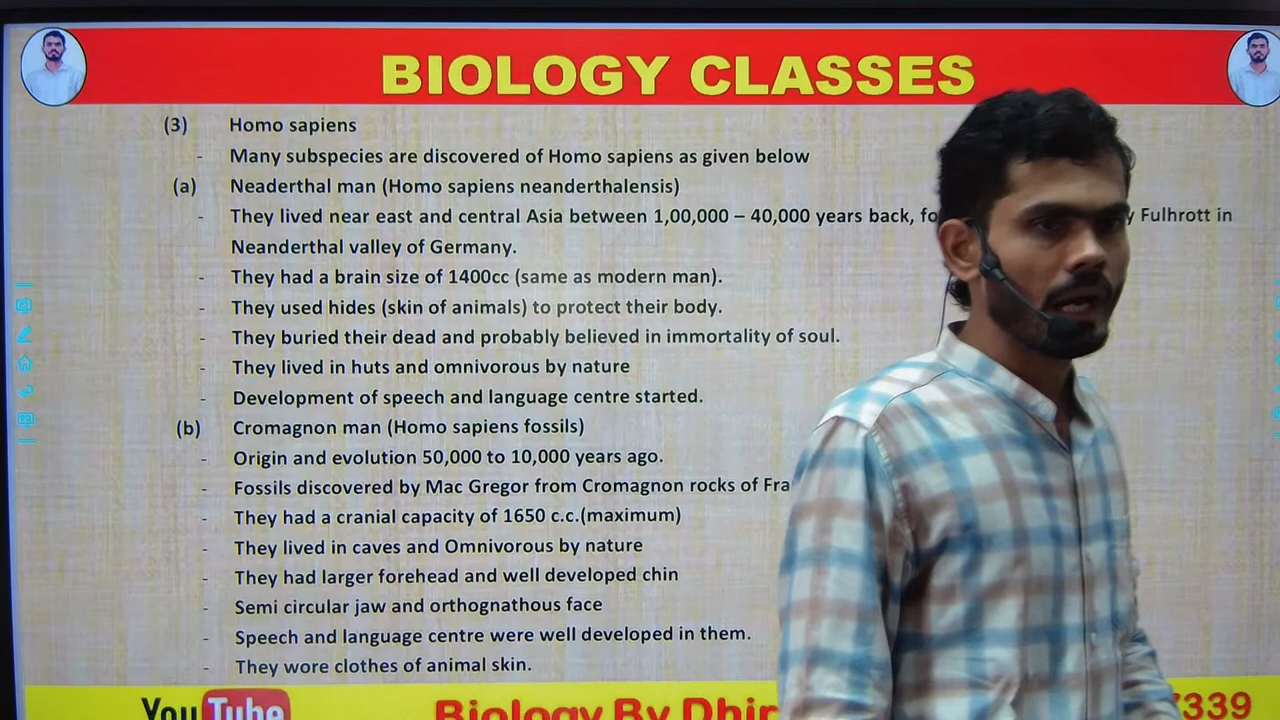 BIOLOGY CLASSES
(3) Homo sapiens
- Many subspecies are discovered of Homo sapiens as given below
(a) Neaderthal man (Homo sapiens neanderthalensis)
- They lived near east and central Asia between 1,00,000 – 40,000 years back, Fulhrott in
Neanderthal valley of Germany.
- They had a brain size of 1400cc (same as modern man).
- They used hides (skin of animals) to protect their body.
- They buried their dead and probably believed in immortality of soul.
- They lived in huts and omnivorous by nature
- Development of speech and language centre started.
(b) Cromagnon man (Homo sapiens fossils)
- Origin and evolution 50,000 to 10,000 years ago.
- Fossils discovered by Mac Gregor from Cromagnon rocks of
- They had a cranial capacity of 1650 c.c.(maximum)
- They lived in caves and Omnivorous by nature
- They had larger forehead and well developed chin
- Semi circular jaw and orthognathous face
- Speech and language centre were well developed in them.
- They wore clothes of animal skin.
YouTube Biology By 7339